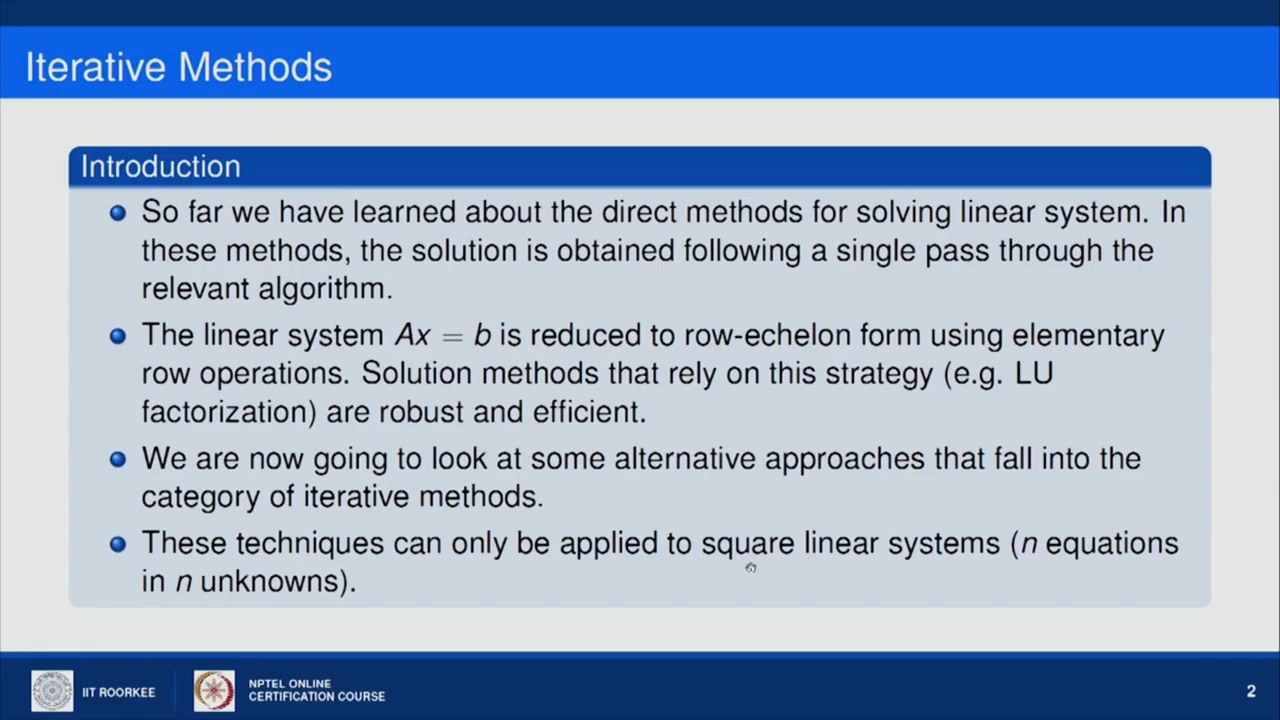 Iterative Methods
Introduction
So far we have learned about the direct methods for solving linear system. In
these methods, the solution is obtained following a single pass through the
relevant algorithm.
The linear system Ax = b is reduced to row-echelon form using elementary
row operations. Solution methods that rely on this strategy (e.g. LU
factorization) are robust and efficient.
We are now going to look at some alternative approaches that fall into the
category of iterative methods.
These techniques can only be applied to square linear systems (n equations
in n unknowns).
IIT ROORKEE
NPTEL ONLINE
CERTIFICATION COURSE
2